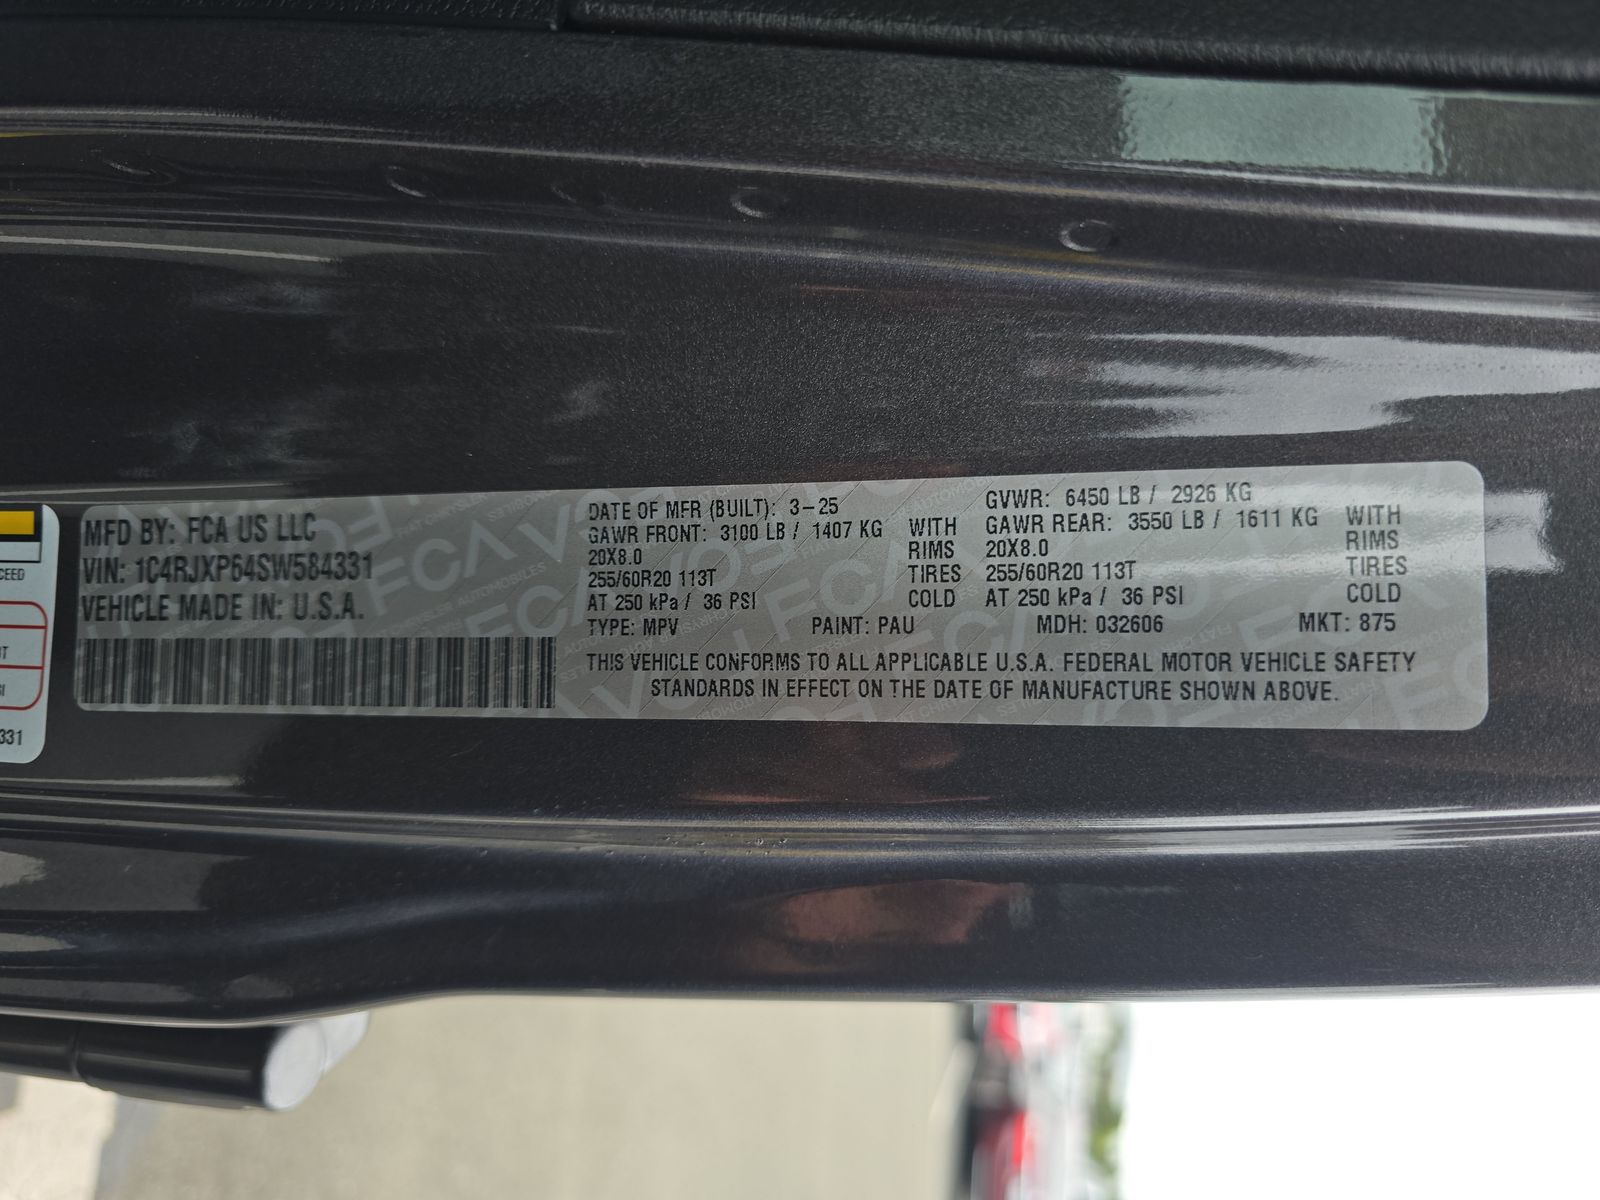 MFD BY: FCA US LLC
VIN: 1C4RJXP64SW584331
VEHICLE MADE IN: U.S.A.
DATE OF MFR (BUILT): 3-25
GAWR FRONT: 3100 LB / 1407 KG WITH
20X8.0 RIMS
255/60R20 113T TIRES
AT 250 kPa / 36 PSI COLD
GVWR: 6450 LB / 2926 KG
GAWR REAR: 3550 LB / 1611 KG WITH
20X8.0 RIMS
255/60R20 113T TIRES
AT 250 kPa / 36 PSI COLD
TYPE: MPV PAINT: PAU MDH: 032606 MKT: 875
THIS VEHICLE CONFORMS TO ALL APPLICABLE U.S.A. FEDERAL MOTOR VEHICLE SAFETY
STANDARDS IN EFFECT ON THE DATE OF MANUFACTURE SHOWN ABOVE.
331